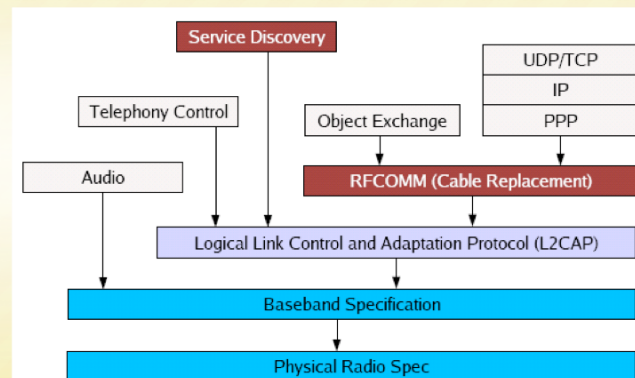 Service Discovery
UDP/TCP
IP
Telephony Control
Object Exchange
PPP
Audio
RFCOMM (Cable Replacement)
Logical Link Control and Adaptation Protocol (L2CAP)
Baseband Specification
Physical Radio Spec